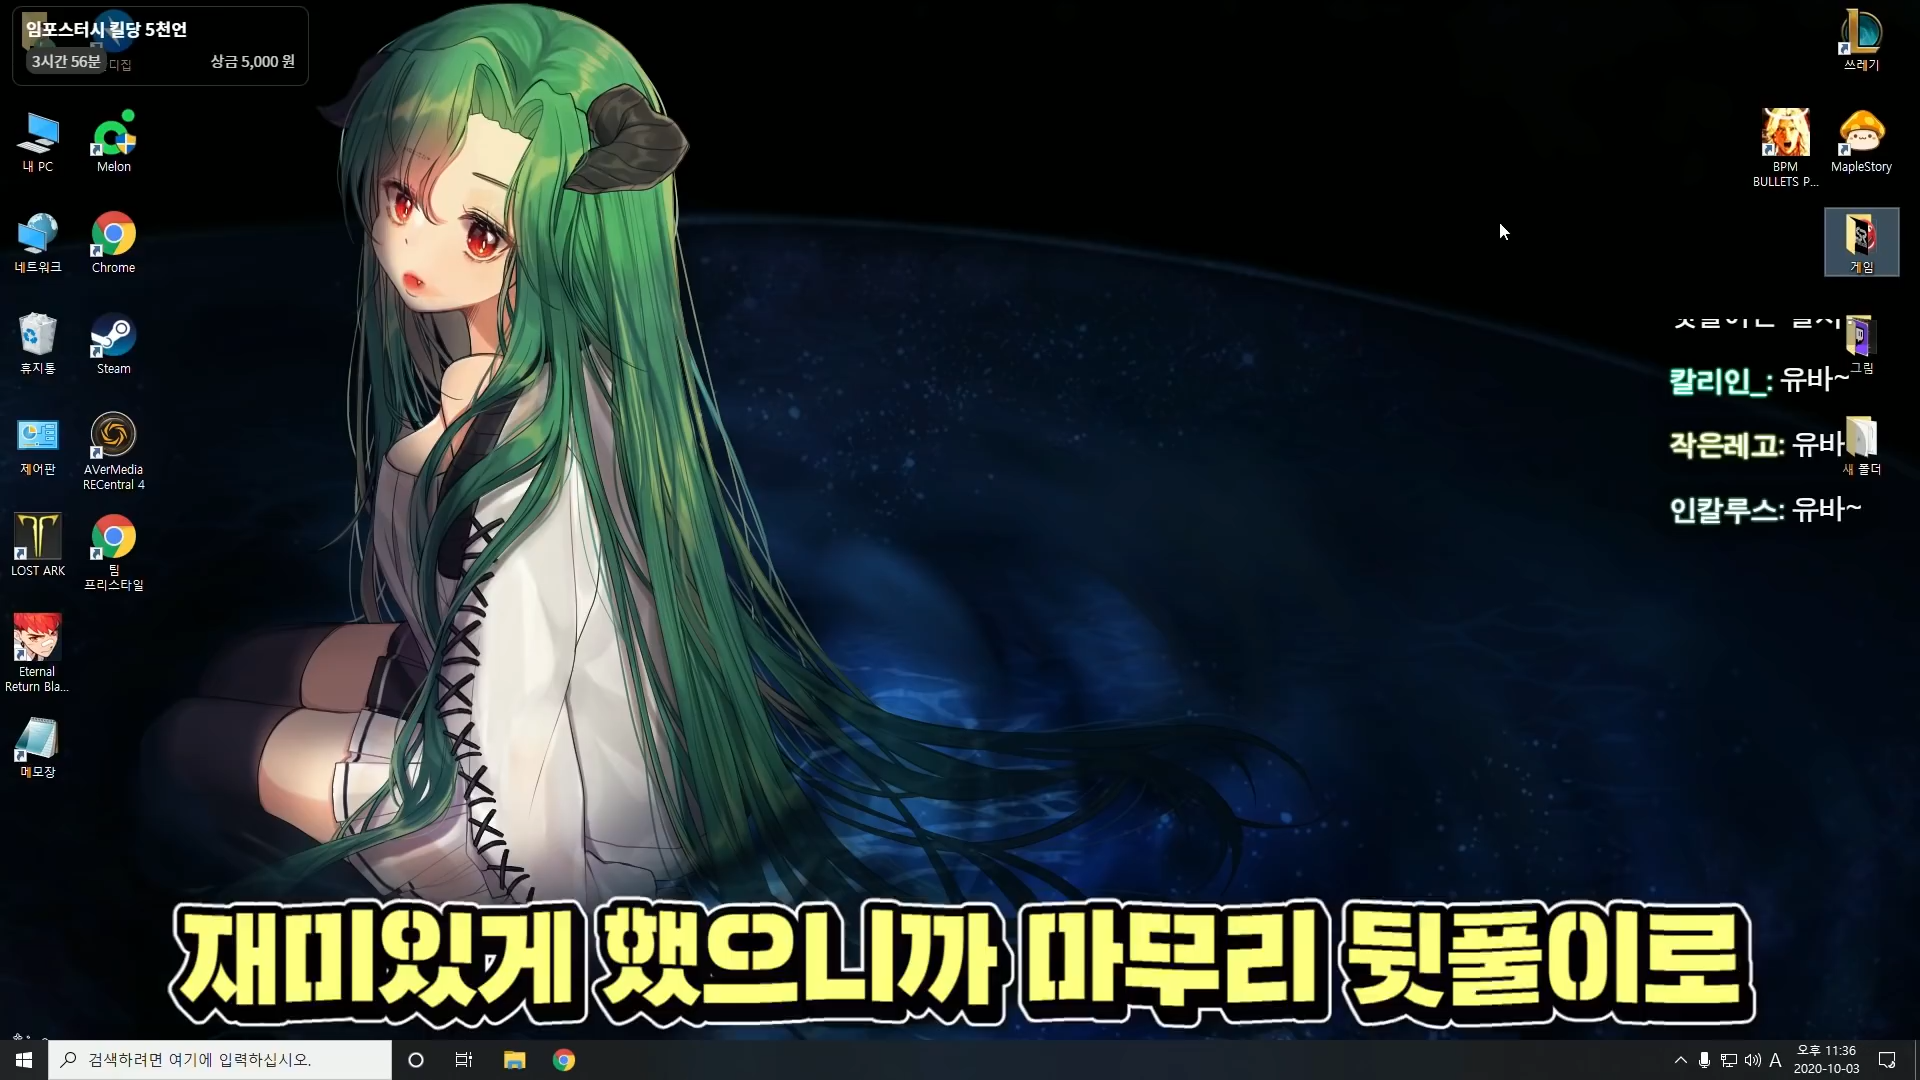 임포스터시 킬당 5천언
3시간 56분
디집
상금 5,000 원
내 PC
Melon
네트워크
Chrome
휴지통
Steam
제어판
AVerMedia
RECentral 4
LOST ARK
팀
프리스타일
Eternal
Return Bla...
메모장
쓰레기
BPM
BULLETS P...
MapleStory
게임
그림
칼리인_: 유바~
작은레고: 유바
새 폴더
인칼루스: 유바~
재미있게 했으니까 마무리 뒷풀이로
검색하려면 여기에 입력하십시오.
A
오후 11:36
2020-10-03